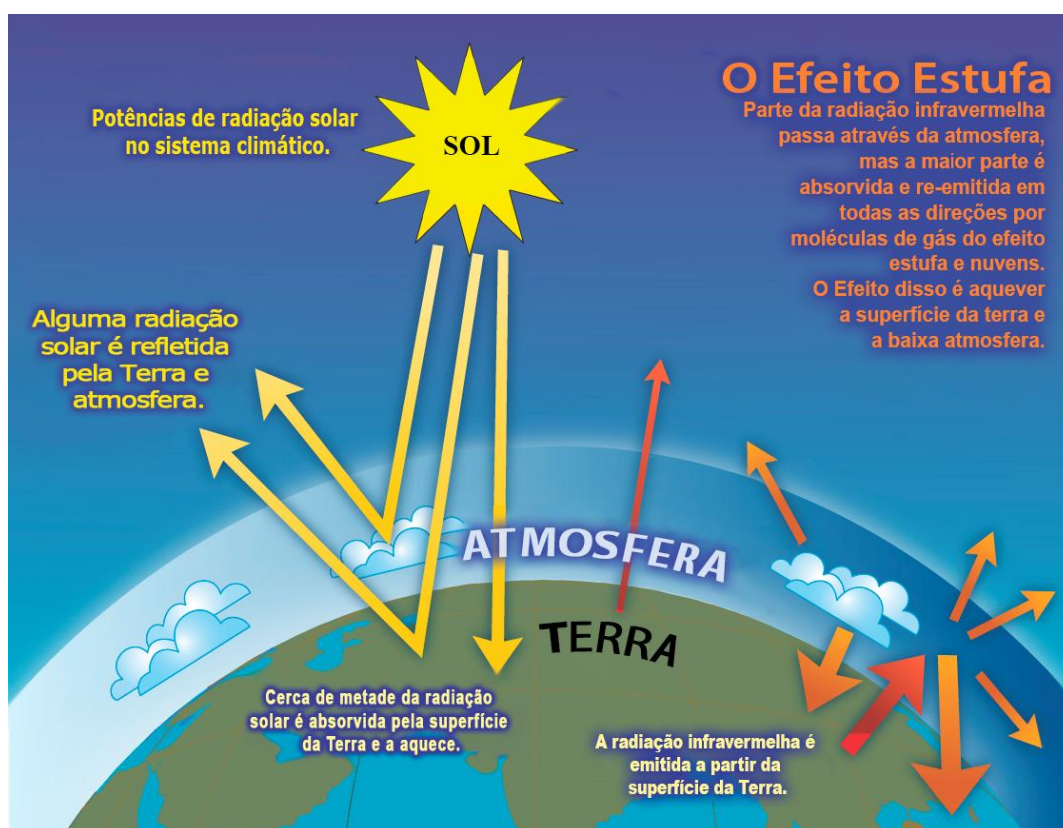 O Efeito Estufa
Parte da radiação infravermelha
passa através da atmosfera,
mas a maior parte é
absorvida e re-emitida em
todas as direções por
moléculas de gás do efeito
estufa e nuvens.
O Efeito disso é aquever
a superfície da terra e
a baixa atmosfera.
Potências de radiação solar
no sistema climático.
SOL
Alguma radiação
solar é refletida
pela Terra e
atmosfera.
ATMOSFERA
TERRA
Cerca de metade da radiação
solar é absorvida pela superfície
da Terra e a aquece.
A radiação infravermelha é
emitida a partir da
superfície da Terra.